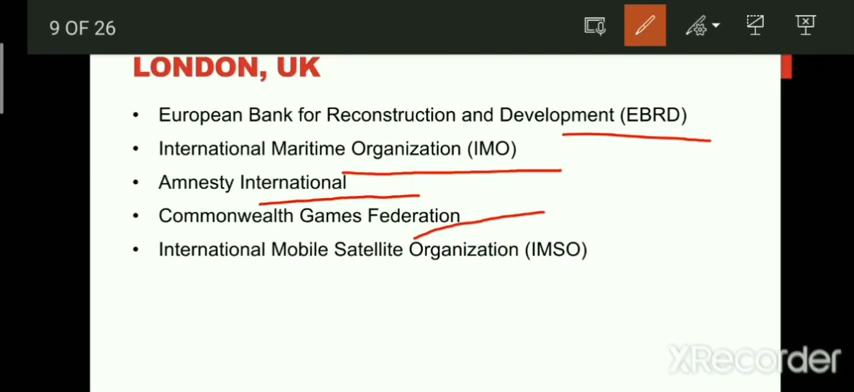 9 OF 26
LONDON, UK
• European Bank for Reconstruction and Development (EBRD)
• International Maritime Organization (IMO)
• Amnesty International
• Commonwealth Games Federation
• International Mobile Satellite Organization (IMSO)
XRecorder